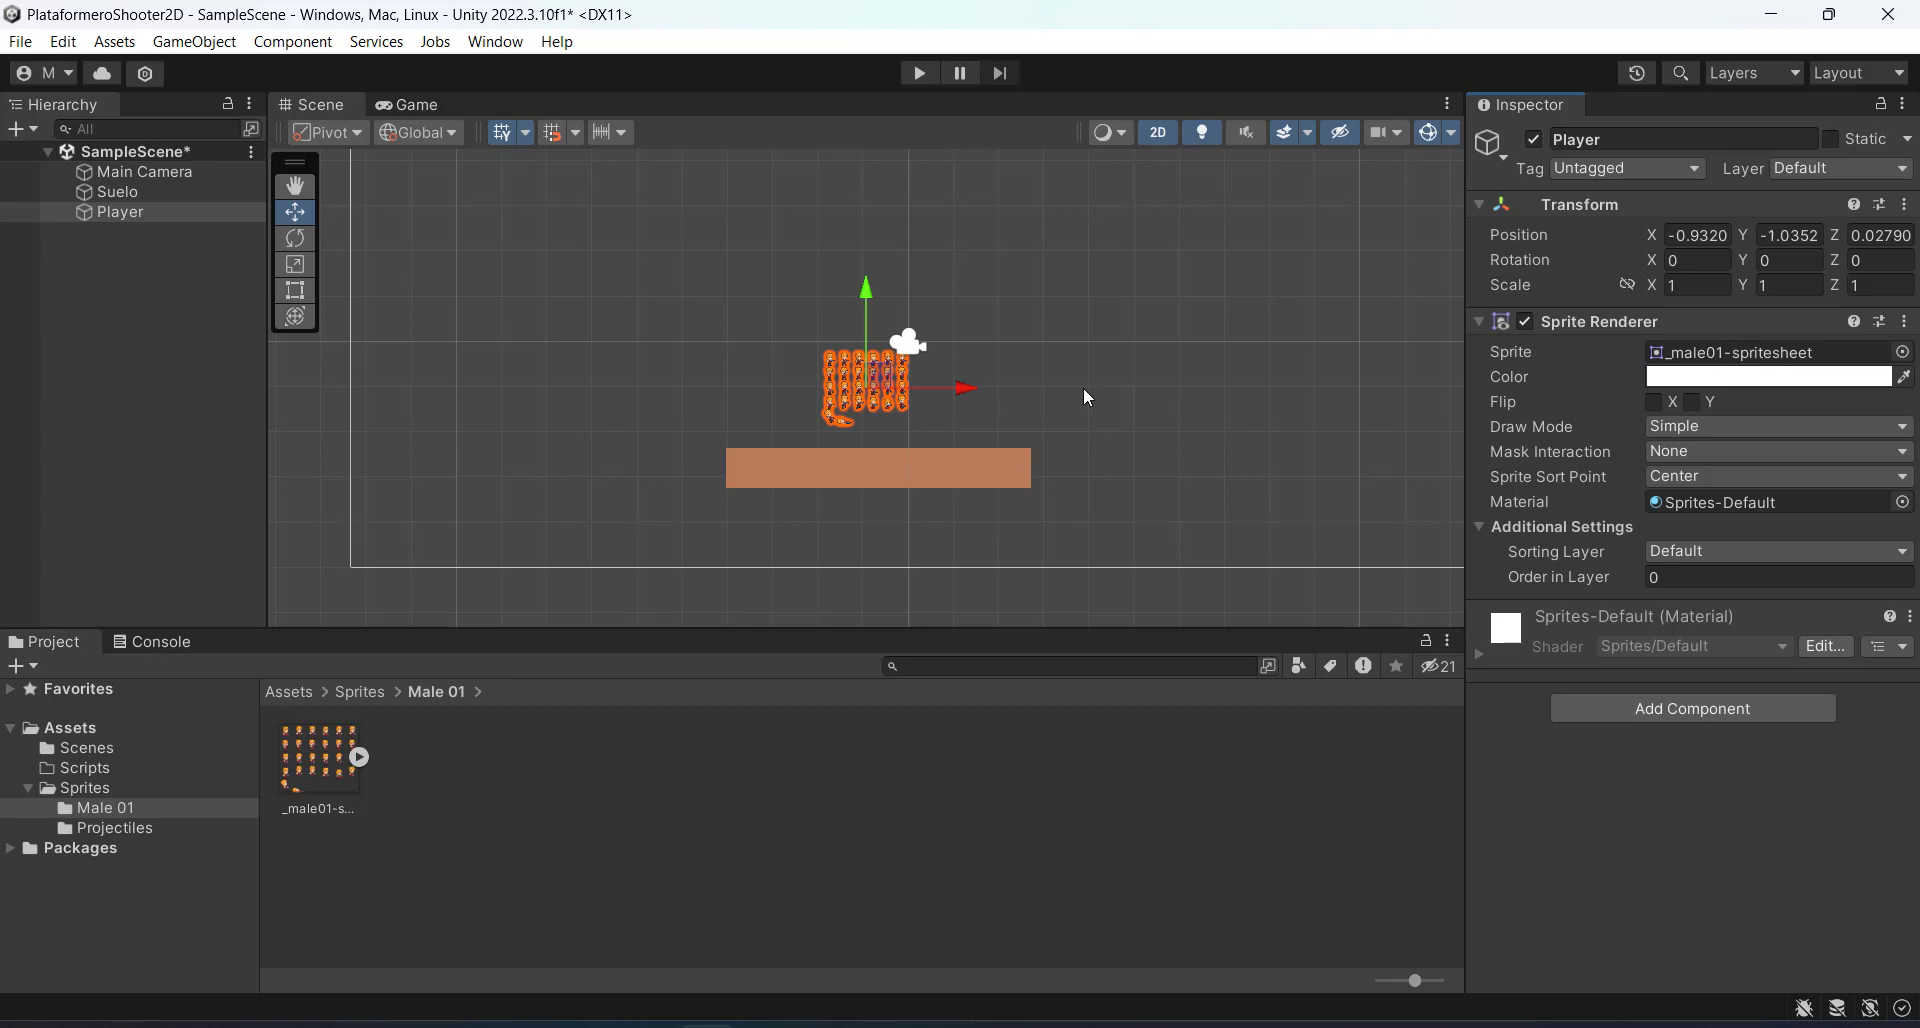 PlataformeroShooter2D - SampleScene - Windows, Mac, Linux - Unity 2022.3.10f1* <DX11>
File Edit Assets GameObject Component Services Jobs Window Help
M
Layers Layout
Hierarchy
All
SampleScene*
Main Camera
Suelo
Player
Scene Game
Pivot Global 2D
Inspector
Player Static
Tag Untagged Layer Default
Transform
Position X -0.9320 Y -1.0352 Z 0.02790
Rotation X 0 Y 0 Z 0
Scale X 1 Y 1 Z 1
Sprite Renderer
Sprite _male01-spritesheet
Color
Flip X Y
Draw Mode Simple
Mask Interaction None
Sprite Sort Point Center
Material Sprites-Default
Additional Settings
Sorting Layer Default
Order in Layer 0
Sprites-Default (Material)
Shader Sprites/Default Edit...
Add Component
Project Console
21
Favorites
Assets
Scenes
Scripts
Sprites
Male 01
Projectiles
Packages
Assets > Sprites > Male 01 >
_male01-s...